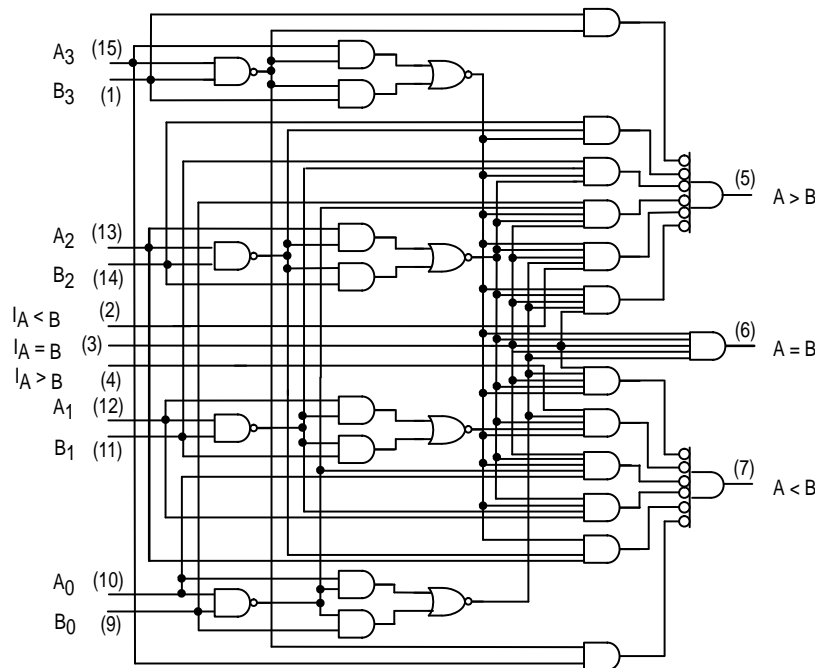 A3 (15)
B3 (1)
A2 (13)
B2 (14)
IA < B (2)
IA = B (3)
IA > B (4)
A1 (12)
B1 (11)
A0 (10)
B0 (9)
(5) A > B
(6) A = B
(7) A < B